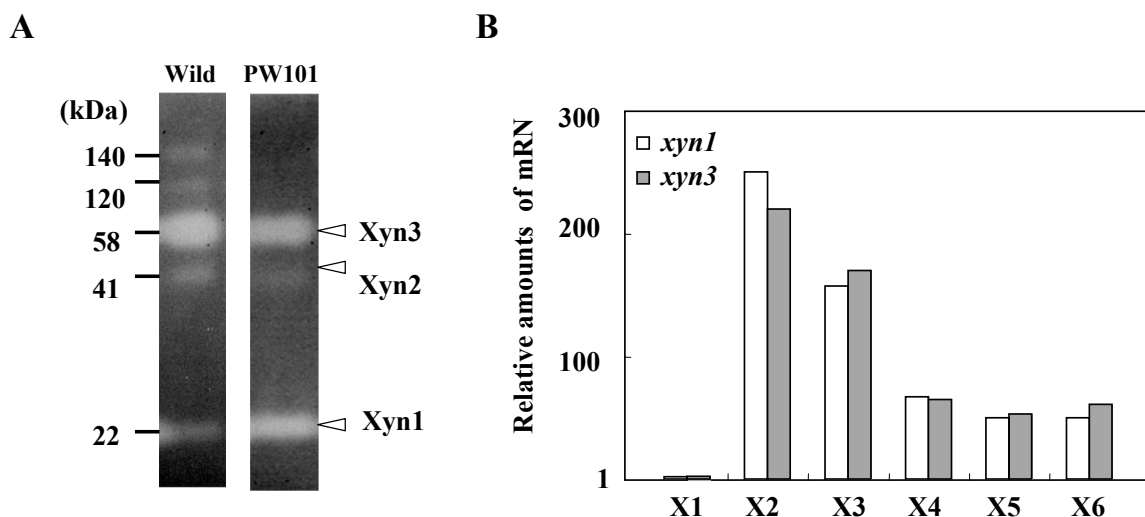 A
Wild PW101
(kDa)
140
120
58
41
22
Xyn3
Xyn2
Xyn1
B
Relative amounts of mRN
300
200
100
1
xyn1
xyn3
X1 X2 X3 X4 X5 X6